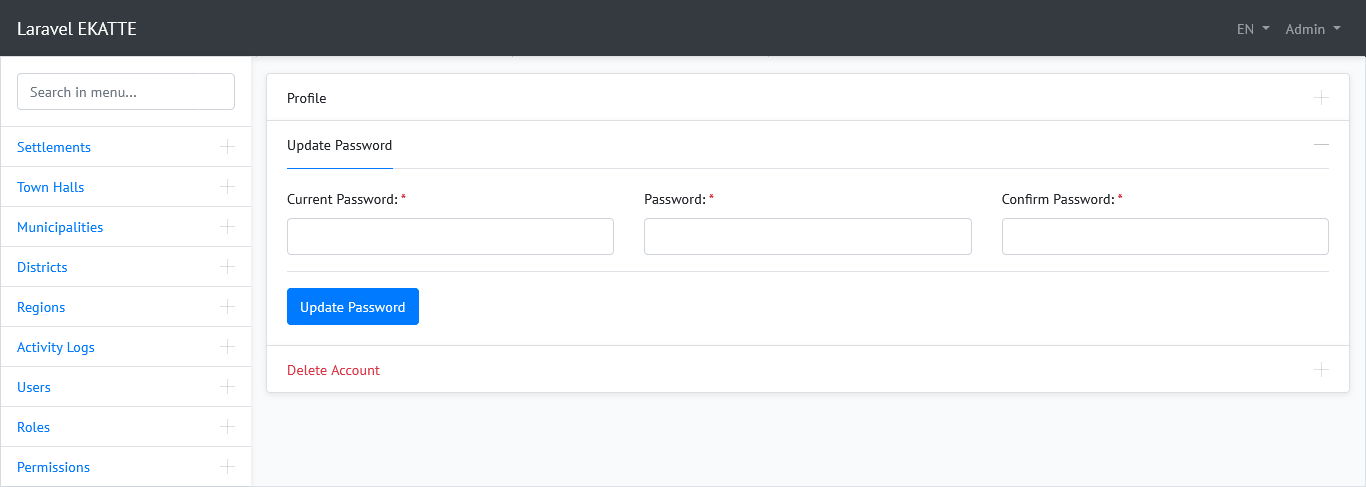 Laravel EKATTE
EN
Admin
Search in menu...
Settlements
Town Halls
Municipalities
Districts
Regions
Activity Logs
Users
Roles
Permissions
Profile
Update Password
Current Password: *
Password: *
Confirm Password: *
Update Password
Delete Account